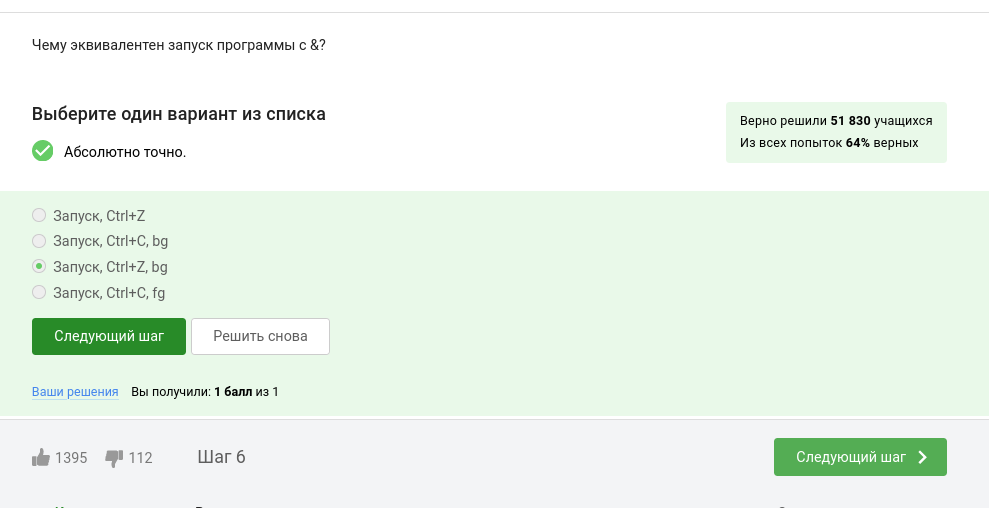 Чему эквивалентен запуск программы с &?
Выберите один вариант из списка
Абсолютно точно.
Верно решили 51 830 учащихся
Из всех попыток 64% верных
Запуск, Ctrl+Z
Запуск, Ctrl+C, bg
Запуск, Ctrl+Z, bg
Запуск, Ctrl+C, fg
Следующий шаг
Решить снова
Ваши решения Вы получили: 1 балл из 1
1395 112 Шаг 6
Следующий шаг